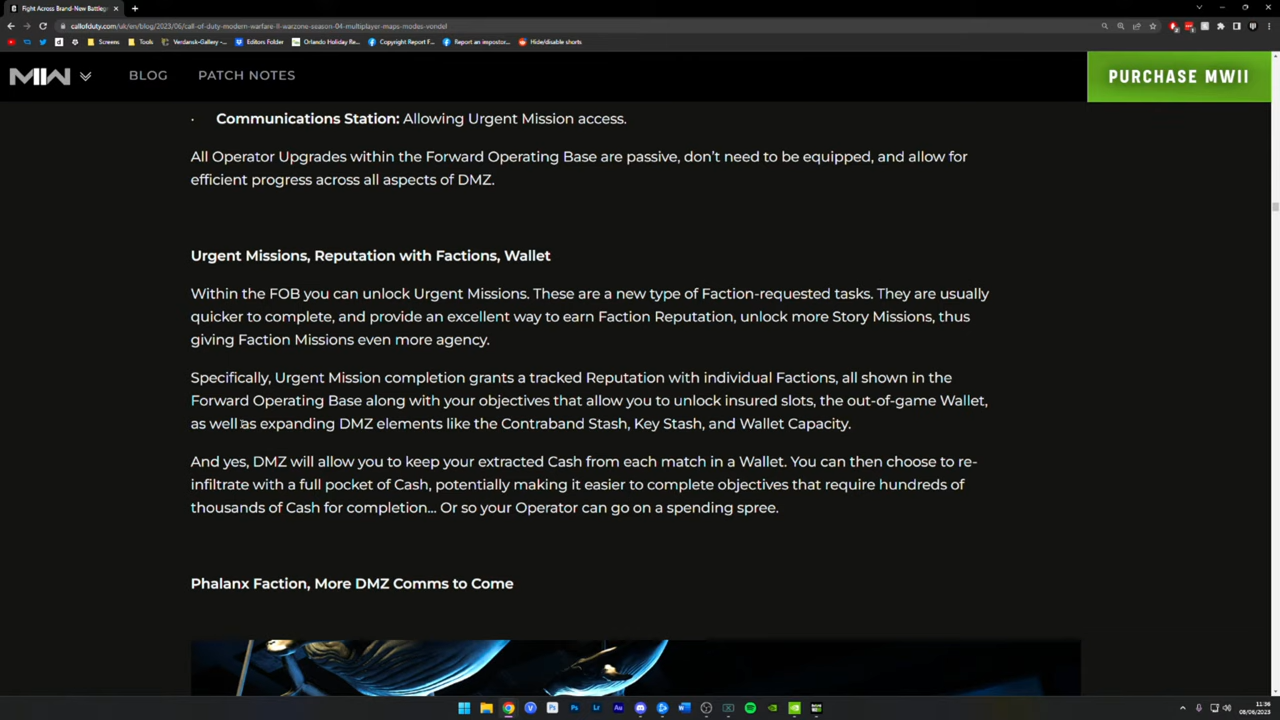 Fight Across Brand-New Battlegr
callofduty.com/uk/en/blog/2023/06/call-of-duty-modern-warfare-II-warzone-season-04-multiplayer-maps-modes-vondel
Screens
Tools
Verdansk-Gallery -...
Editors Folder
Orlando Holiday Re...
Copyright Report F...
Report an impostor...
Hide/disable shorts
MW
BLOG
PATCH NOTES
PURCHASE MWII
· Communications Station: Allowing Urgent Mission access.
All Operator Upgrades within the Forward Operating Base are passive, don’t need to be equipped, and allow for
efficient progress across all aspects of DMZ.
Urgent Missions, Reputation with Factions, Wallet
Within the FOB you can unlock Urgent Missions. These are a new type of Faction-requested tasks. They are usually
quicker to complete, and provide an excellent way to earn Faction Reputation, unlock more Story Missions, thus
giving Faction Missions even more agency.
Specifically, Urgent Mission completion grants a tracked Reputation with individual Factions, all shown in the
Forward Operating Base along with your objectives that allow you to unlock insured slots, the out-of-game Wallet,
as well as expanding DMZ elements like the Contraband Stash, Key Stash, and Wallet Capacity.
And yes, DMZ will allow you to keep your extracted Cash from each match in a Wallet. You can then choose to re-
infiltrate with a full pocket of Cash, potentially making it easier to complete objectives that require hundreds of
thousands of Cash for completion… Or so your Operator can go on a spending spree.
Phalanx Faction, More DMZ Comms to Come
11:36
08/06/2023